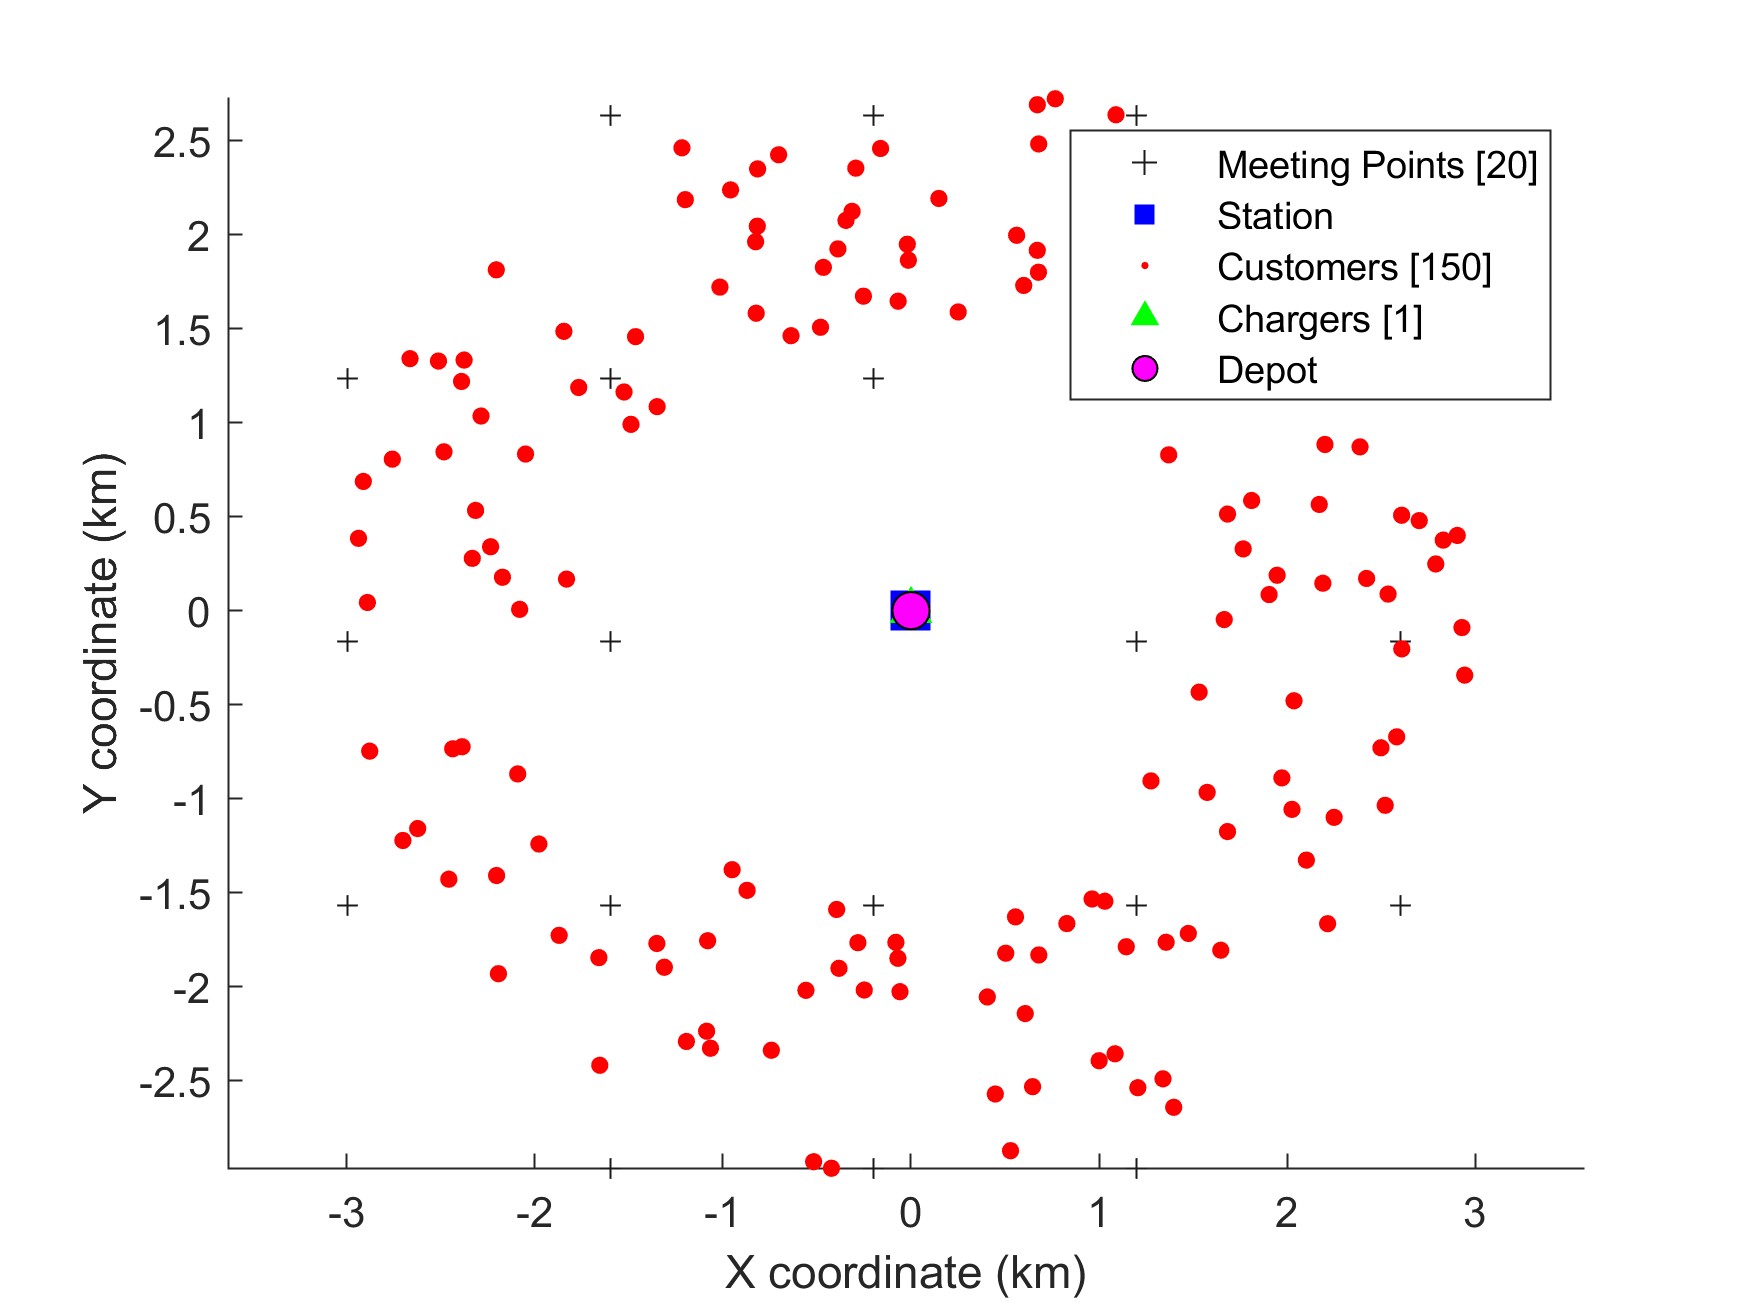 2.5
2
1.5
1
0.5
0
-0.5
-1
-1.5
-2
-2.5
Y coordinate (km)
Meeting Points [20]
Station
Customers [150]
Chargers [1]
Depot
-3 -2 -1 0 1 2 3
X coordinate (km)